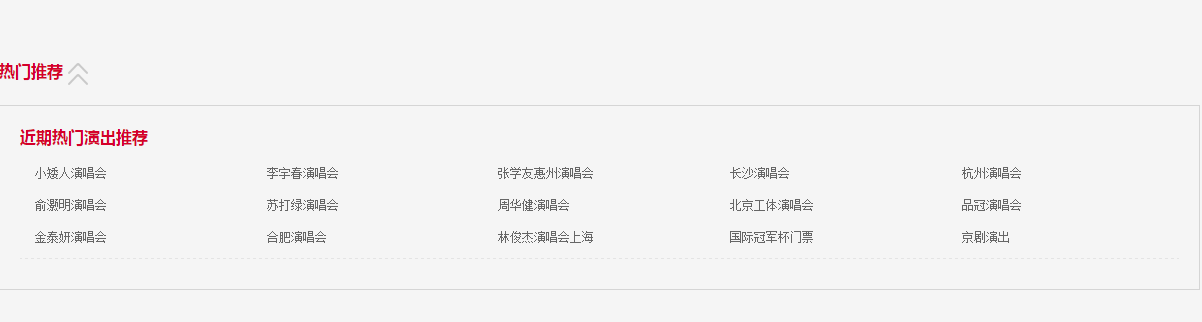 热门推荐
近期热门演出推荐
小矮人演唱会 李宇春演唱会 张学友惠州演唱会 长沙演唱会 杭州演唱会
俞灏明演唱会 苏打绿演唱会 周华健演唱会 北京工体演唱会 品冠演唱会
金泰妍演唱会 合肥演唱会 林俊杰演唱会上海 国际冠军杯门票 京剧演出